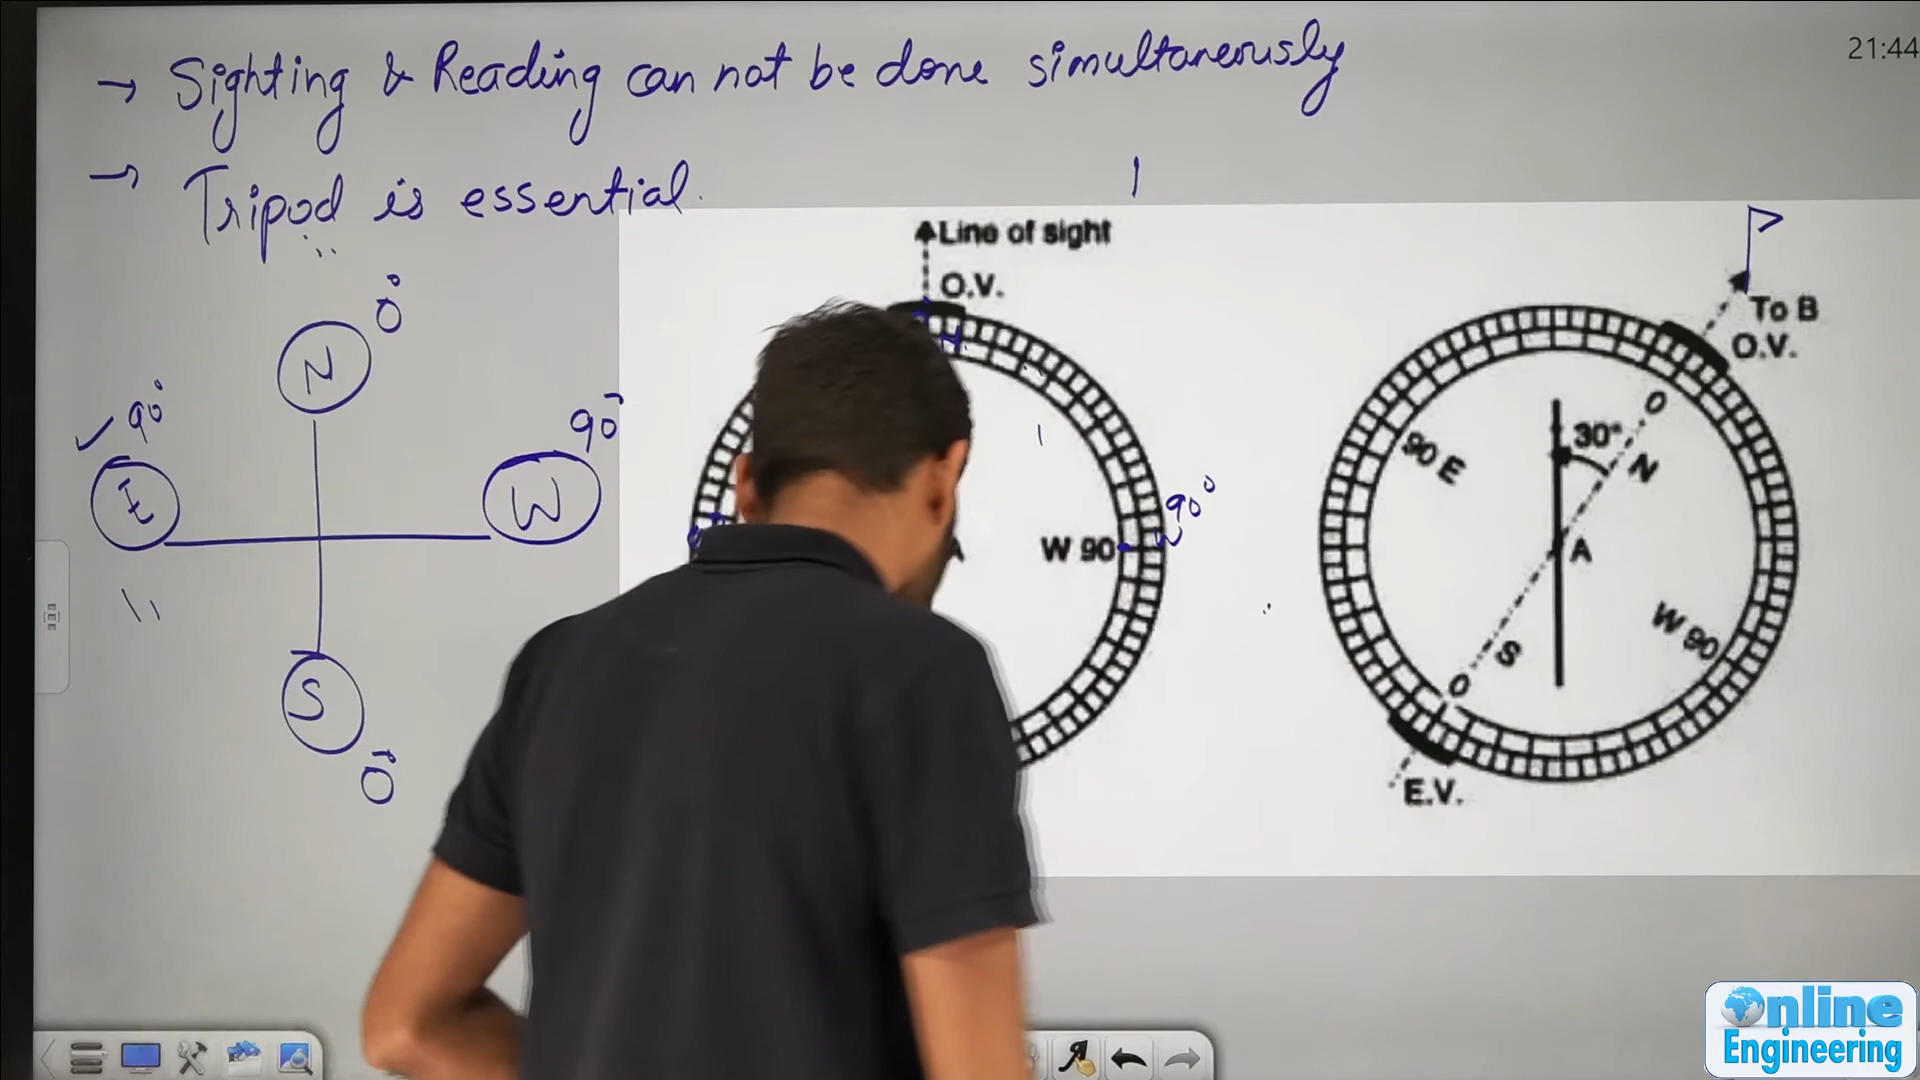 → Sighting & Reading can not be done simultaneously
21:44
→ Tripod is essential.
Line of sight
O.V.
N 0°
E 90°
W 90°
S 0°
A
W 90
90°
W
To B
O.V.
0
30°
N
90 E
A
W 90
S
0
E.V.
Online
Engineering